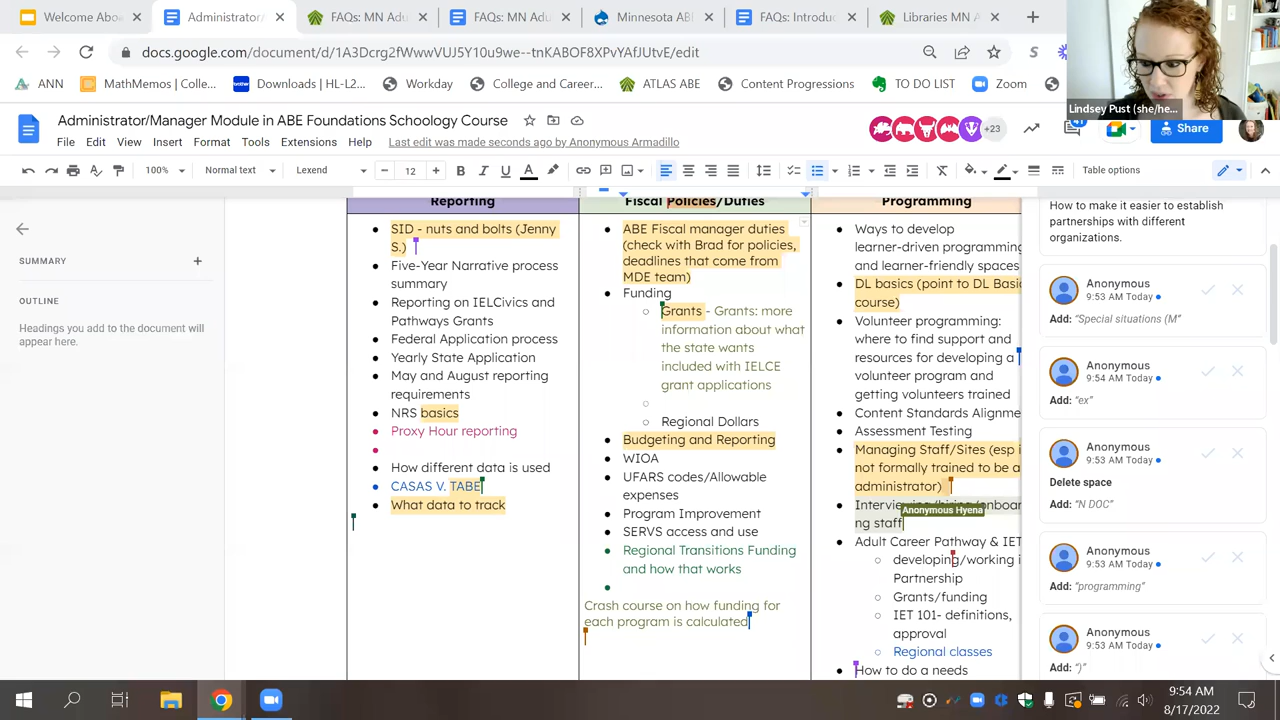 Welcome Abo
Administrator/
FAQs: MN Adu
FAQs: MN Adu
Minnesota AB
FAQs: Introduc
Libraries MN A
docs.google.com/document/d/1A3Dcrg2fWwwVUJ5Y10u9we--tnKABOF8XPvYAfJUtvE/edit
ANN
MathMemos | Colle...
Downloads | HL-L2...
Workday
College and Career...
ATLAS ABE
Content Progressions
TO DO LIST
Zoom
Lindsey Pust (she/he...
Administrator/Manager Module in ABE Foundations Schology Course
File Edit View Insert Format Tools Extensions Help
Last edit was made seconds ago by Anonymous Armadillo
+23
41
Share
100%
Normal text
Lexend
12
Table options
SUMMARY
OUTLINE
Headings you add to the document will
appear here.
Reporting
SID - nuts and bolts (Jenny
S.)
Five-Year Narrative process
summary
Reporting on IELCivics and
Pathways Grants
Federal Application process
Yearly State Application
May and August reporting
requirements
NRS basics
Proxy Hour reporting
How different data is used
CASAS V. TABE
What data to track
Fiscal Policies/Duties
ABE Fiscal manager duties
(check with Brad for policies,
deadlines that come from
MDE team)
Funding
Grants - Grants: more
information about what
the state wants
included with IELCE
grant applications
Regional Dollars
Budgeting and Reporting
WIOA
UFARS codes/Allowable
expenses
Program Improvement
SERVS access and use
Regional Transitions Funding
and how that works
Crash course on how funding for
each program is calculated
Programming
Ways to develop
learner-driven programming
and learner-friendly spaces
DL basics (point to DL Basic
course)
Volunteer programming:
where to find support and
resources for developing a
volunteer program and
getting volunteers trained
Content Standards Alignme
Assessment Testing
Managing Staff/Sites (esp i
not formally trained to be a
administrator)
Interviewing/hiring/onboar
Anonymous Hyena
ng staff
Adult Career Pathway & IET
developing/working i
Partnership
Grants/funding
IET 101- definitions,
approval
Regional classes
How to do a needs
How to make it easier to establish
partnerships with different
organizations.
Anonymous
9:53 AM Today
Add: "Special situations (M"
Anonymous
9:54 AM Today
Add: "ex"
Anonymous
9:53 AM Today
Delete space
"N DOC"
Anonymous
9:53 AM Today
Add: "programming"
Anonymous
9:53 AM Today
Add: ")"
9:54 AM
8/17/2022